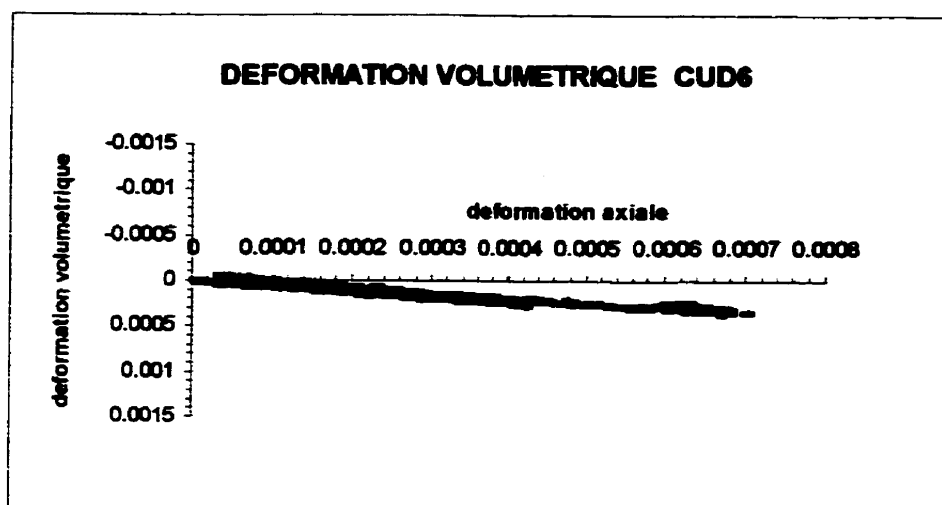 DEFORMATION VOLUMETRIQUE CUD6
deformation volumetrique
-0.0015
-0.001
-0.0005
0
0.0005
0.001
0.0015
deformation axiale
0 0.0001 0.0002 0.0003 0.0004 0.0005 0.0006 0.0007 0.0008